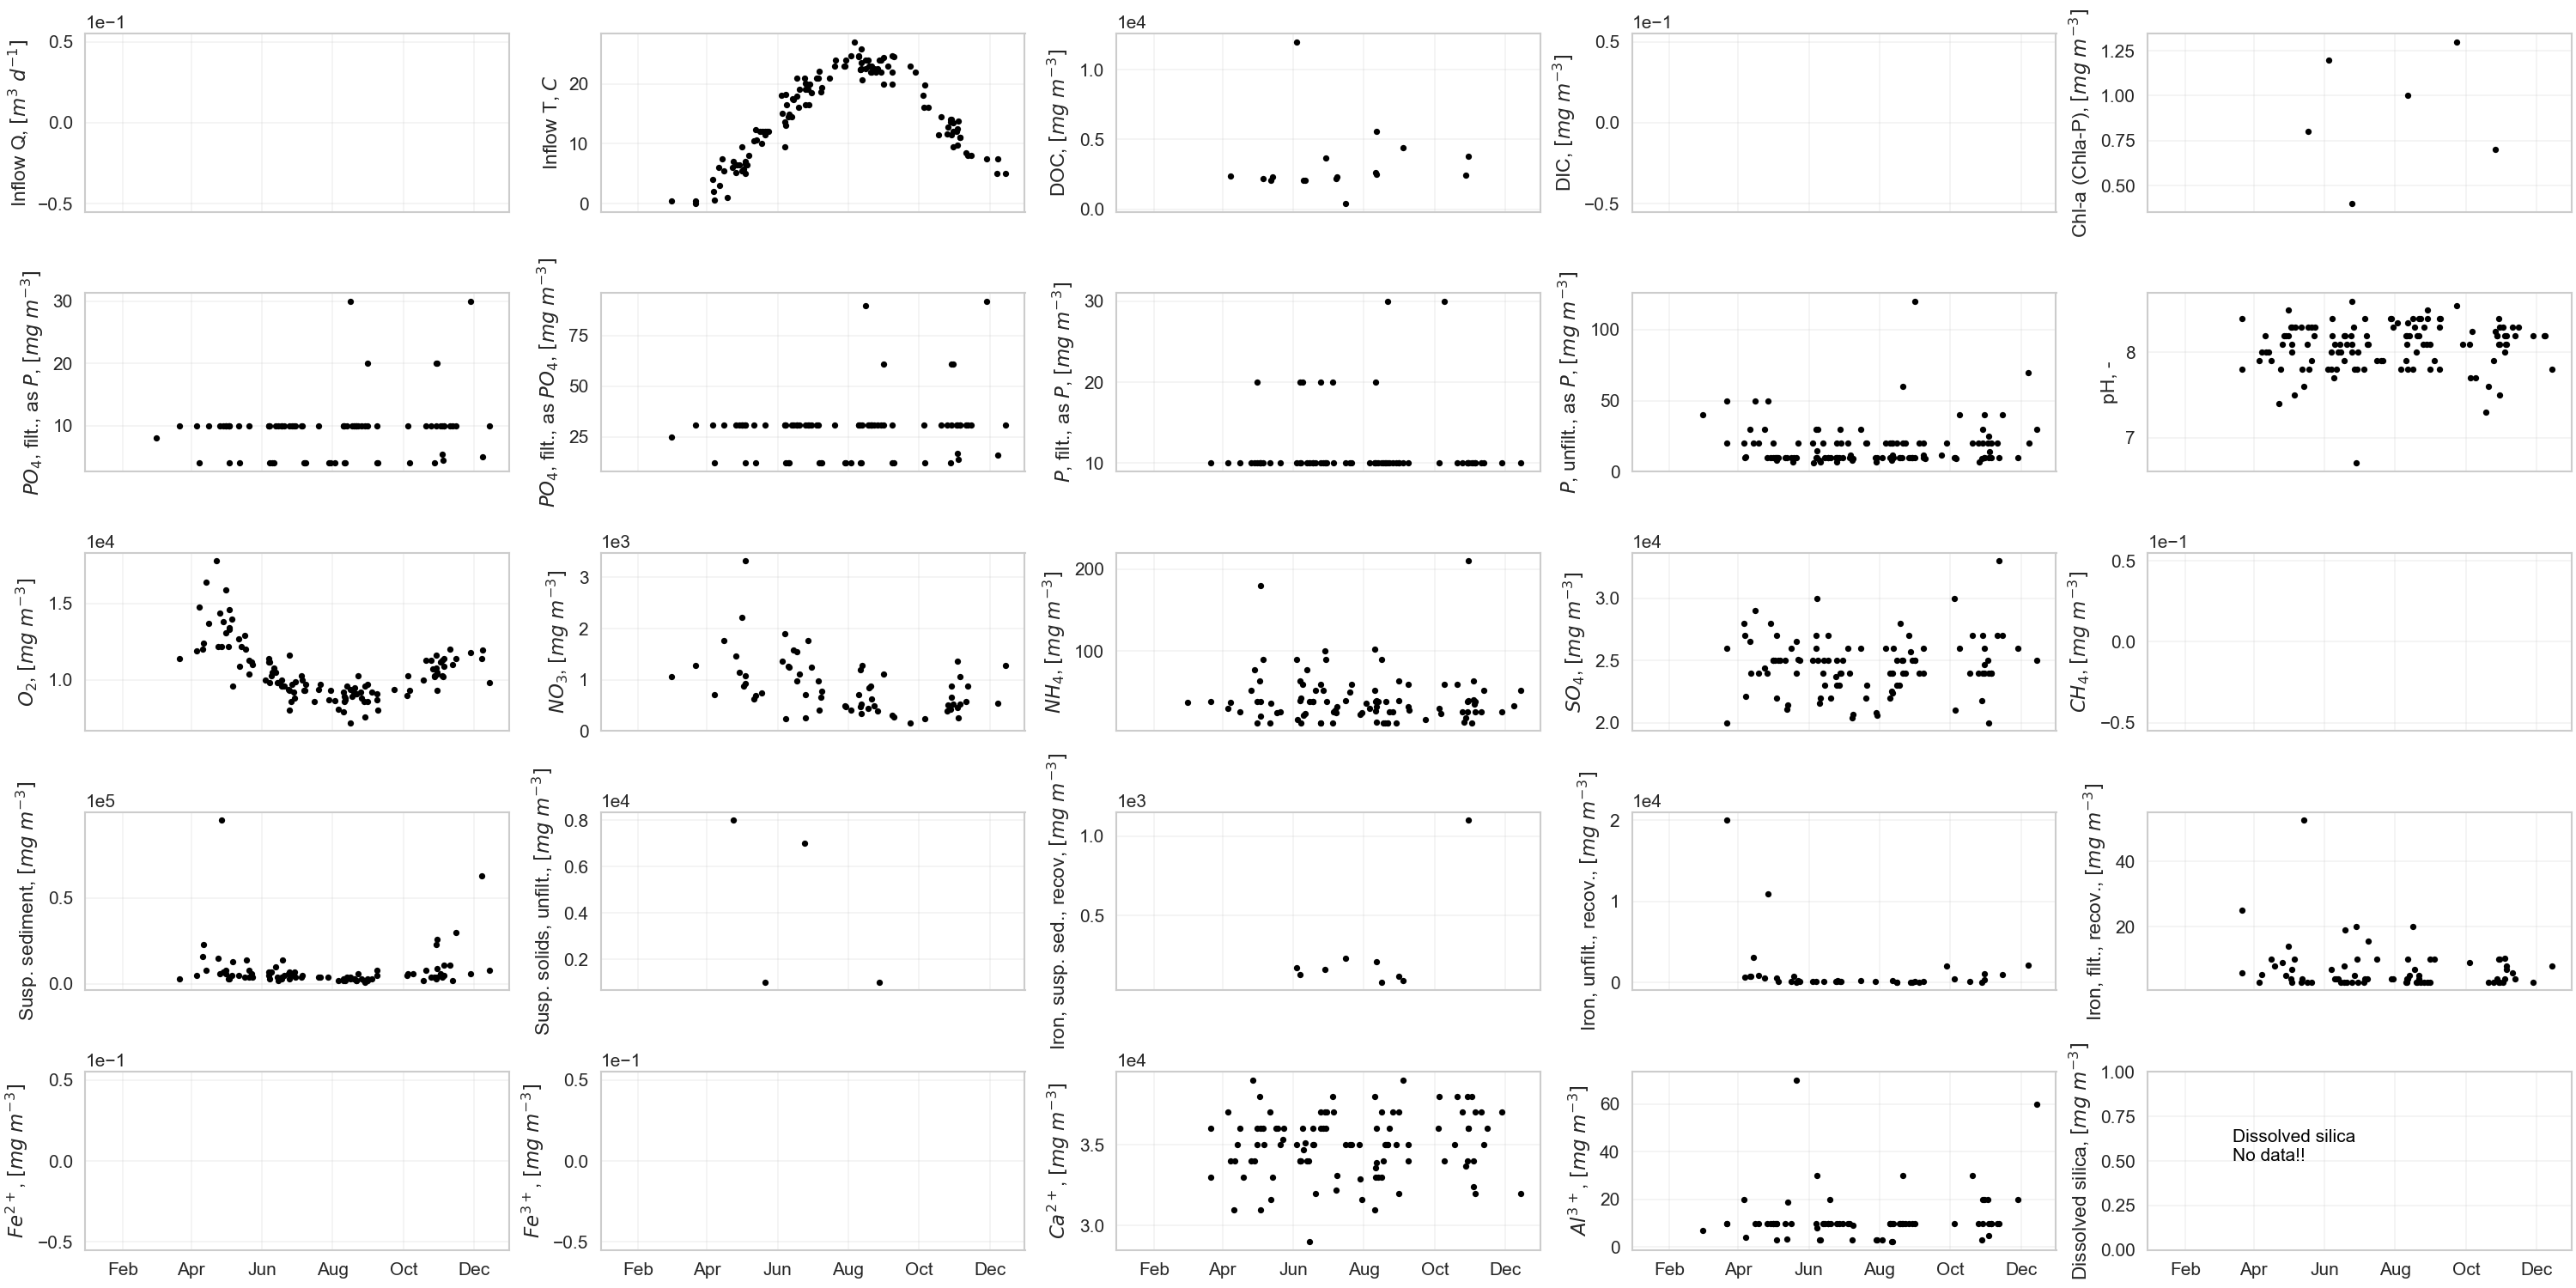 1e−1
Inflow Q, [m³ d⁻¹]
0.5
0.0
−0.5
Inflow T, C
20
10
0
1e4
DOC, [mg m⁻³]
1.0
0.5
0.0
1e−1
DIC, [mg m⁻³]
0.5
0.0
−0.5
Chl-a (Chla-P), [mg m⁻³]
1.25
1.00
0.75
0.50
PO₄, filt., as P, [mg m⁻³]
30
20
10
PO₄, filt., as PO₄, [mg m⁻³]
75
50
25
P, filt., as P, [mg m⁻³]
30
20
10
P, unfilt., as P, [mg m⁻³]
100
50
0
pH, -
8
7
1e4
O₂, [mg m⁻³]
1.5
1.0
1e3
NO₃, [mg m⁻³]
3
2
1
0
NH₄, [mg m⁻³]
200
100
1e4
SO₄, [mg m⁻³]
3.0
2.5
2.0
1e−1
CH₄, [mg m⁻³]
0.5
0.0
−0.5
1e5
Susp. sediment, [mg m⁻³]
0.5
0.0
1e4
Susp. solids, unfilt., [mg m⁻³]
0.8
0.6
0.4
0.2
1e3
Iron, susp. sed., recov, [mg m⁻³]
1.0
0.5
1e4
Iron, unfilt., recov., [mg m⁻³]
2
1
0
Iron, filt., recov., [mg m⁻³]
40
20
1e−1
Fe²⁺, [mg m⁻³]
0.5
0.0
−0.5
Feb Apr Jun Aug Oct Dec
1e−1
Fe³⁺, [mg m⁻³]
0.5
0.0
−0.5
Feb Apr Jun Aug Oct Dec
1e4
Ca²⁺, [mg m⁻³]
3.5
3.0
Feb Apr Jun Aug Oct Dec
Al³⁺, [mg m⁻³]
60
40
20
0
Feb Apr Jun Aug Oct Dec
Dissolved silica, [mg m⁻³]
1.00
0.75
0.50
0.25
0.00
Dissolved silica
No data!!
Feb Apr Jun Aug Oct Dec